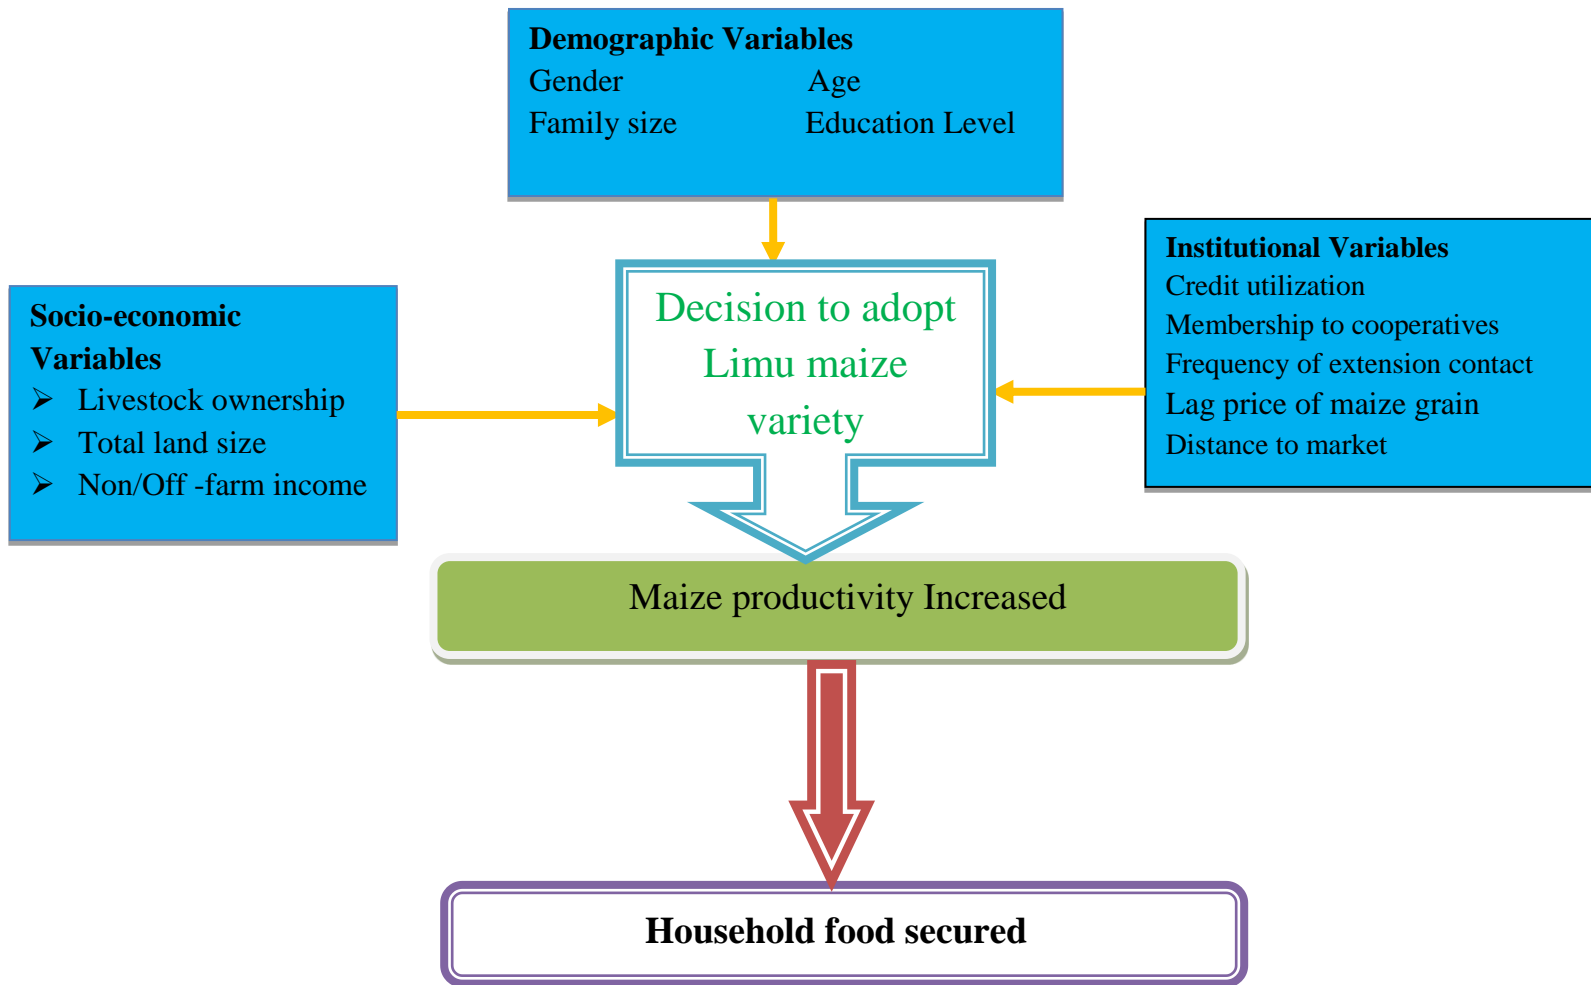 Demographic Variables
Gender Age
Family size Education Level
Socio-economic
Variables
➢ Livestock ownership
➢ Total land size
➢ Non/Off -farm income
Decision to adopt
Limu maize
variety
Institutional Variables
Credit utilization
Membership to cooperatives
Frequency of extension contact
Lag price of maize grain
Distance to market
Maize productivity Increased
Household food secured